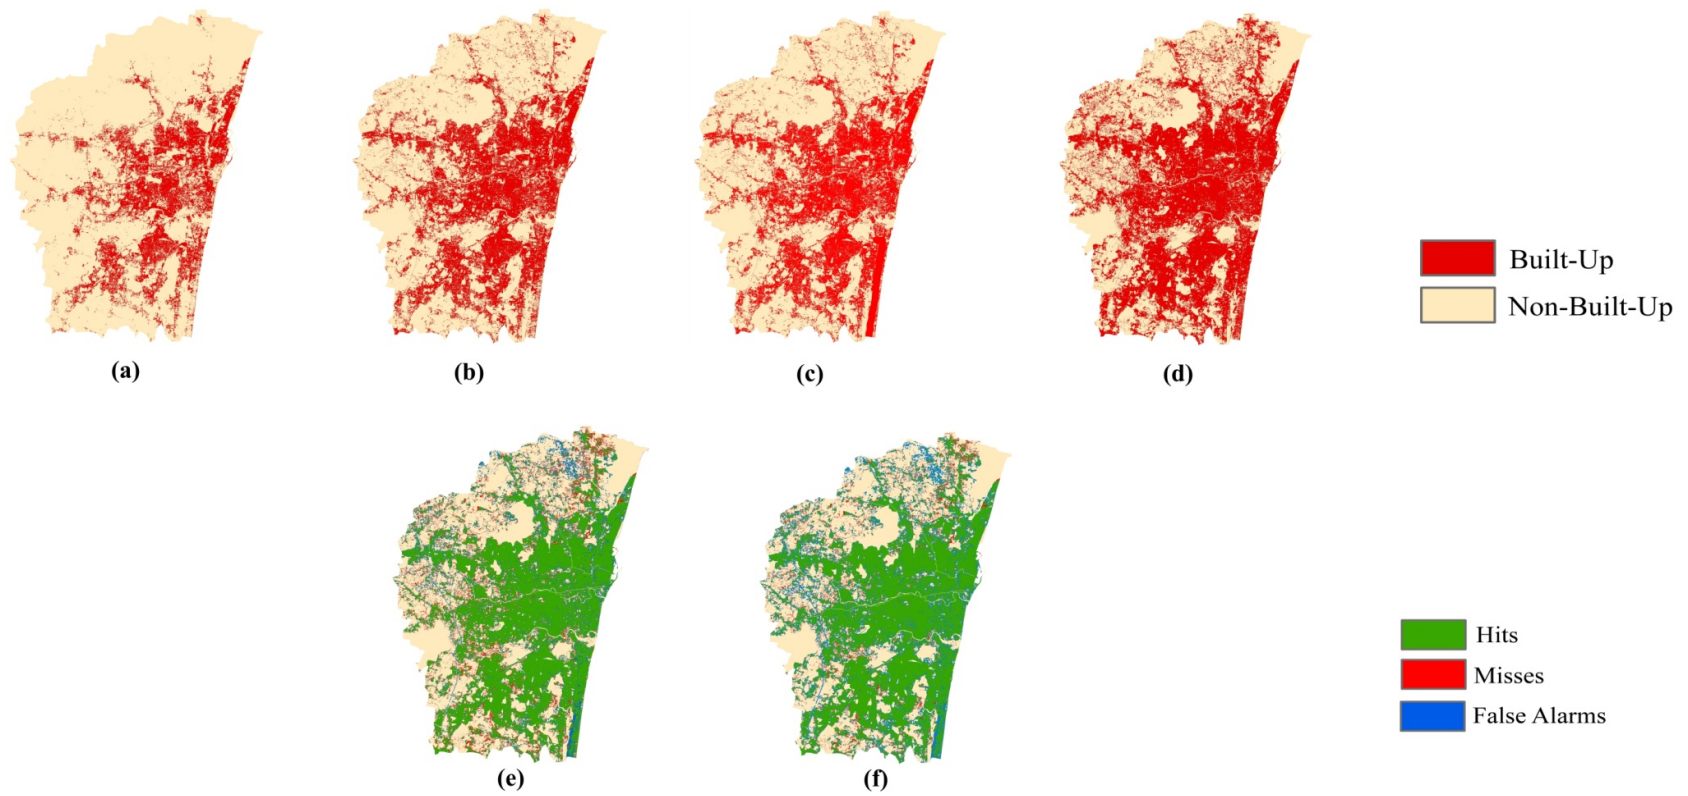 Built-Up
Non-Built-Up
(a)
(b)
(c)
(d)
Hits
Misses
False Alarms
(e)
(f)